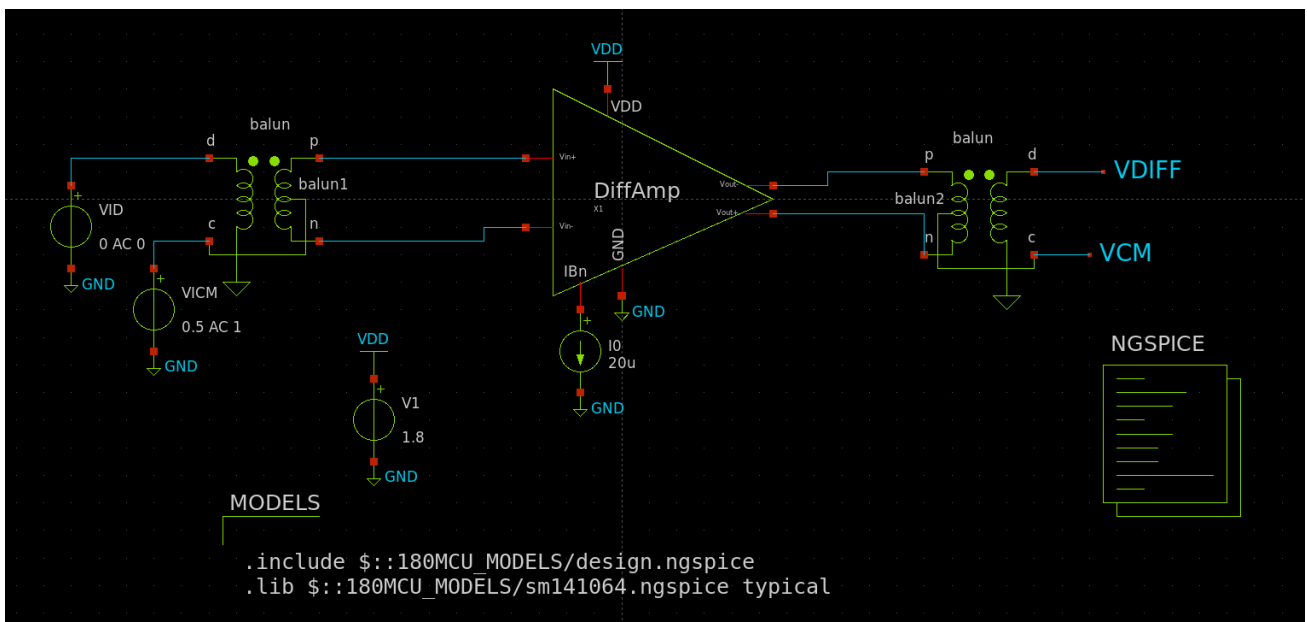 VDD
VDD
balun
d
p
balun1
c
n
VID
0 AC 0
GND
+
VICM
0.5 AC 1
GND
+
Vin+
Vin-
DiffAmp
X1
Vout-
Vout+
GND
IBn
GND
+
I0
20u
GND
balun
p
d
balun2
n
c
VDIFF
VCM
VDD
+
V1
1.8
GND
NGSPICE
MODELS
.include $::180MCU_MODELS/design.ngspice
.lib $::180MCU_MODELS/sm141064.ngspice typical